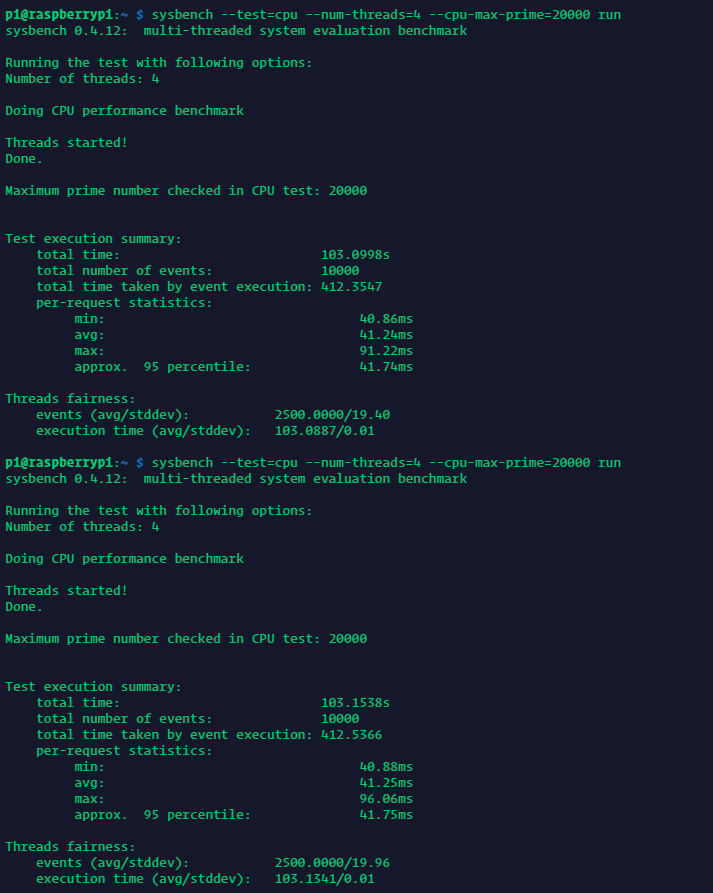 pi@raspberrypi:~ $ sysbench --test=cpu --num-threads=4 --cpu-max-prime=20000 run
sysbench 0.4.12:  multi-threaded system evaluation benchmark

Running the test with following options:
Number of threads: 4

Doing CPU performance benchmark

Threads started!
Done.

Maximum prime number checked in CPU test: 20000


Test execution summary:
    total time:                          103.0998s
    total number of events:              10000
    total time taken by event execution: 412.3547
    per-request statistics:
         min:                                 40.86ms
         avg:                                 41.24ms
         max:                                 91.22ms
         approx.  95 percentile:              41.74ms

Threads fairness:
    events (avg/stddev):           2500.0000/19.40
    execution time (avg/stddev):   103.0887/0.01

pi@raspberrypi:~ $ sysbench --test=cpu --num-threads=4 --cpu-max-prime=20000 run
sysbench 0.4.12:  multi-threaded system evaluation benchmark

Running the test with following options:
Number of threads: 4

Doing CPU performance benchmark

Threads started!
Done.

Maximum prime number checked in CPU test: 20000


Test execution summary:
    total time:                          103.1538s
    total number of events:              10000
    total time taken by event execution: 412.5366
    per-request statistics:
         min:                                 40.88ms
         avg:                                 41.25ms
         max:                                 96.06ms
         approx.  95 percentile:              41.75ms

Threads fairness:
    events (avg/stddev):           2500.0000/19.96
    execution time (avg/stddev):   103.1341/0.01